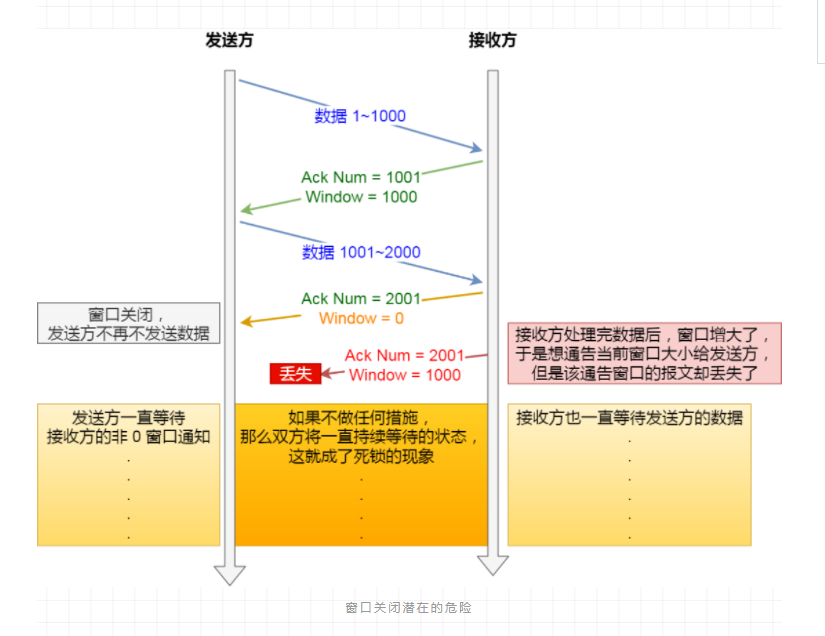 发送方
接收方
数据 1~1000
Ack Num = 1001
Window = 1000
数据 1001~2000
Ack Num = 2001
Window = 0
窗口关闭，
发送方不再不发送数据
接收方处理完数据后，窗口增大了，
于是想通告当前窗口大小给发送方，
但是该通告窗口的报文却丢失了
Ack Num = 2001
Window = 1000
丢失
发送方一直等待
接收方的非 0 窗口通知
.
.
.
.
.
如果不做任何措施，
那么双方将一直持续等待的状态，
这就成了死锁的现象
.
.
.
.
接收方也一直等待发送方的数据
.
.
.
.
.
.
窗口关闭潜在的危险